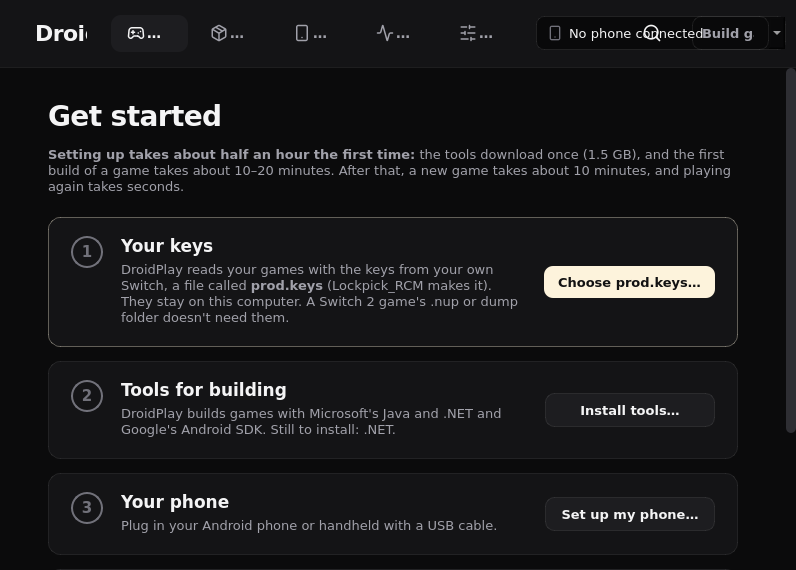 Droi
...
...
...
...
...
No phone connected
Build g
Get started
Setting up takes about half an hour the first time: the tools download once (1.5 GB), and the first
build of a game takes about 10–20 minutes. After that, a new game takes about 10 minutes, and playing
again takes seconds.
1
Your keys
DroidPlay reads your games with the keys from your own
Switch, a file called prod.keys (Lockpick_RCM makes it).
They stay on this computer. A Switch 2 game's .nup or dump
folder doesn't need them.
Choose prod.keys...
2
Tools for building
DroidPlay builds games with Microsoft's Java and .NET and
Google's Android SDK. Still to install: .NET.
Install tools...
3
Your phone
Plug in your Android phone or handheld with a USB cable.
Set up my phone...